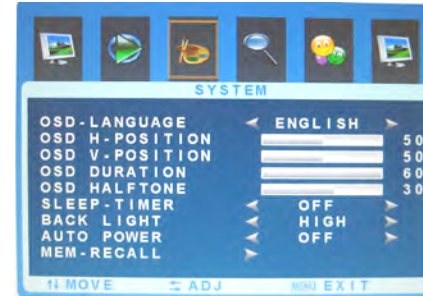 SYSTEM
OSD-LANGUAGE ENGLISH
OSD H-POSITION 50
OSD V-POSITION 50
OSD DURATION 60
OSD HALFTONE 30
SLEEP-TIMER OFF
BACK LIGHT HIGH
AUTO POWER OFF
MEM-RECALL
MOVE ADJ MENU EXIT